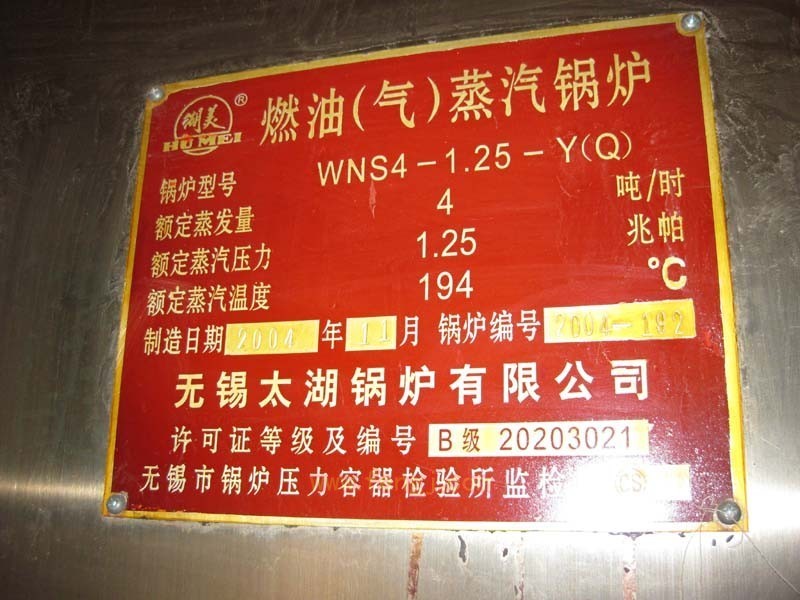 湖美 ®
HU MEI
燃油(气)蒸汽锅炉
锅炉型号 WNS4-1.25-Y(Q)
额定蒸发量 4 吨/时
额定蒸汽压力 1.25 兆帕
额定蒸汽温度 194 ℃
制造日期 2004 年 11 月 锅炉编号 2004-192
无锡太湖锅炉有限公司
许可证等级及编号 B级 20203021
无锡市锅炉压力容器检验所监检 CS